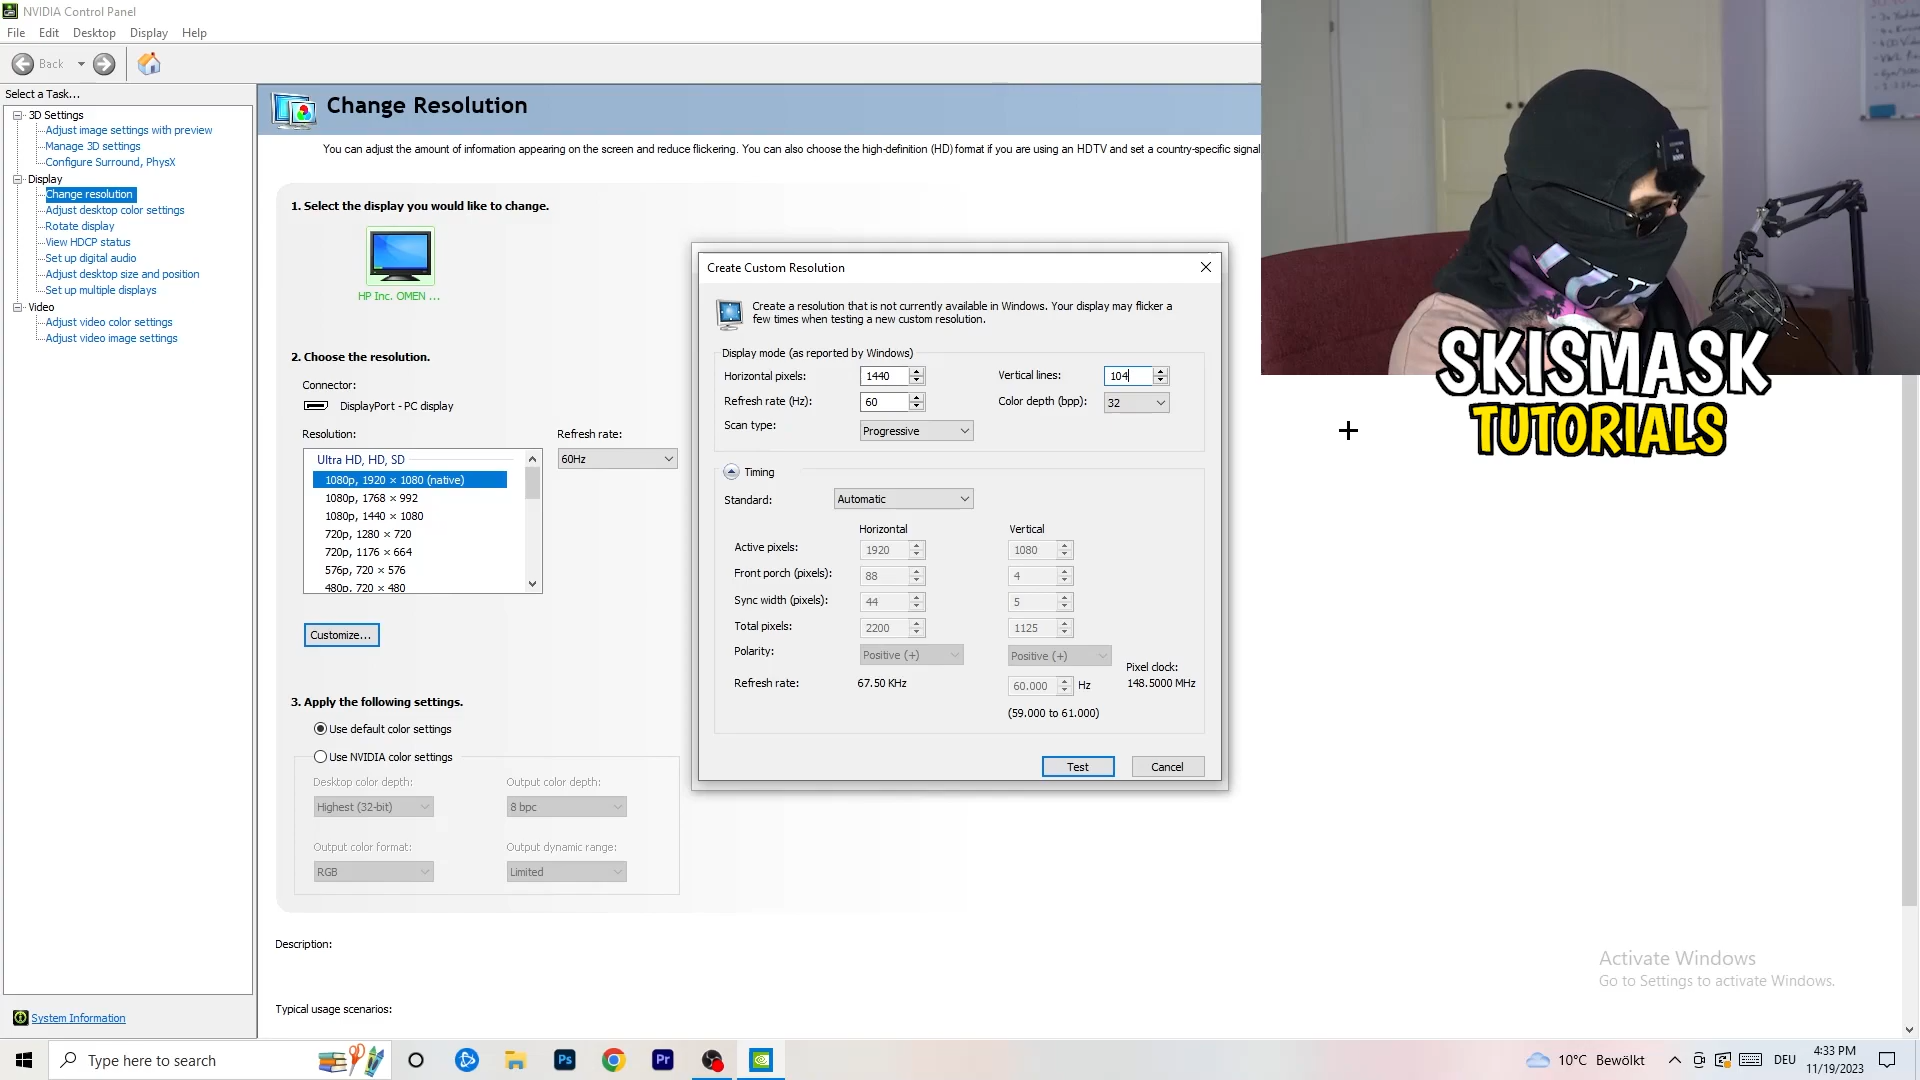 NVIDIA Control Panel
File Edit Desktop Display Help
Back
Select a Task...
3D Settings
Adjust image settings with preview
Manage 3D settings
Configure Surround, PhysX
Display
Change resolution
Adjust desktop color settings
Rotate display
View HDCP status
Set up digital audio
Adjust desktop size and position
Set up multiple displays
Video
Adjust video color settings
Adjust video image settings
System Information
Change Resolution
You can adjust the amount of information appearing on the screen and reduce flickering. You can also choose the high-definition (HD) format if you are using an HDTV and set a country-specific signal
1. Select the display you would like to change.
HP Inc. OMEN ...
2. Choose the resolution.
Connector:
DisplayPort - PC display
Resolution:
Refresh rate:
Ultra HD, HD, SD
60Hz
1080p, 1920 × 1080 (native)
1080p, 1768 × 992
1080p, 1440 × 1080
720p, 1280 × 720
720p, 1176 × 664
576p, 720 × 576
480p, 720 × 480
Customize...
3. Apply the following settings.
Use default color settings
Use NVIDIA color settings
Desktop color depth:
Output color depth:
Highest (32-bit)
8 bpc
Output color format:
Output dynamic range:
RGB
Limited
Description:
Typical usage scenarios:
Create Custom Resolution
Create a resolution that is not currently available in Windows. Your display may flicker a
few times when testing a new custom resolution.
Display mode (as reported by Windows)
Horizontal pixels: 1440 Vertical lines: 104
Refresh rate (Hz): 60 Color depth (bpp): 32
Scan type: Progressive
Timing
Standard: Automatic
Horizontal Vertical
Active pixels: 1920 1080
Front porch (pixels): 88 4
Sync width (pixels): 44 5
Total pixels: 2200 1125
Polarity: Positive (+) Positive (+)
Pixel clock:
Refresh rate: 67.50 KHz 60.000 Hz 148.5000 MHz
(59.000 to 61.000)
Test Cancel
SKISMASK
TUTORIALS
Activate Windows
Go to Settings to activate Windows.
Type here to search
Ps
Pr
10°C Bewölkt
DEU
4:33 PM
11/19/2023